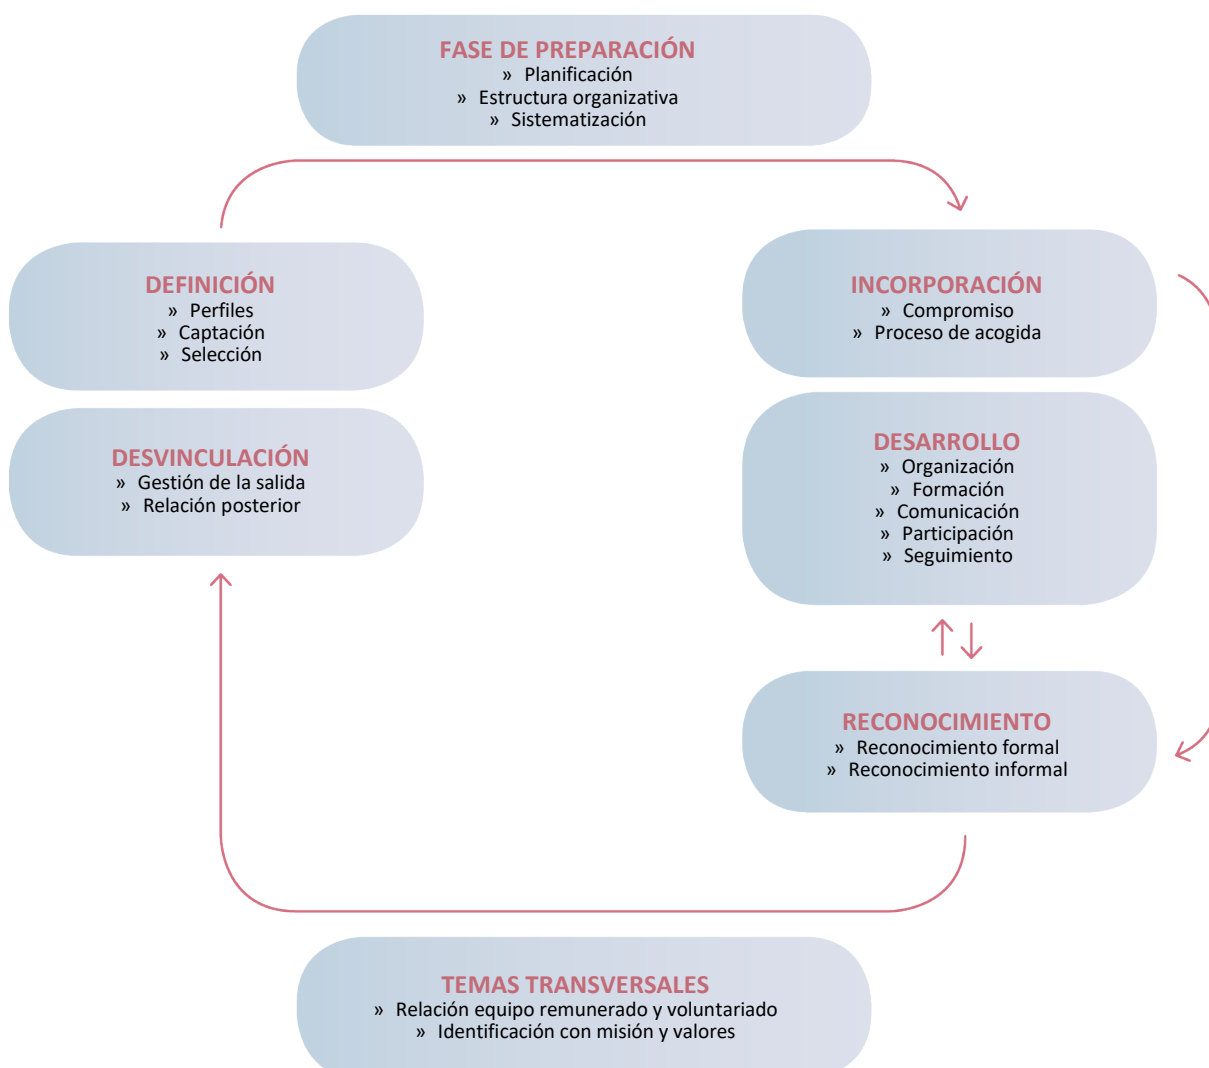 FASE DE PREPARACIÓN
» Planificación
» Estructura organizativa
» Sistematización
DEFINICIÓN
» Perfiles
» Captación
» Selección
INCORPORACIÓN
» Compromiso
» Proceso de acogida
DESVINCULACIÓN
» Gestión de la salida
» Relación posterior
DESARROLLO
» Organización
» Formación
» Comunicación
» Participación
» Seguimiento
RECONOCIMIENTO
» Reconocimiento formal
» Reconocimiento informal
TEMAS TRANSVERSALES
» Relación equipo remunerado y voluntariado
» Identificación con misión y valores